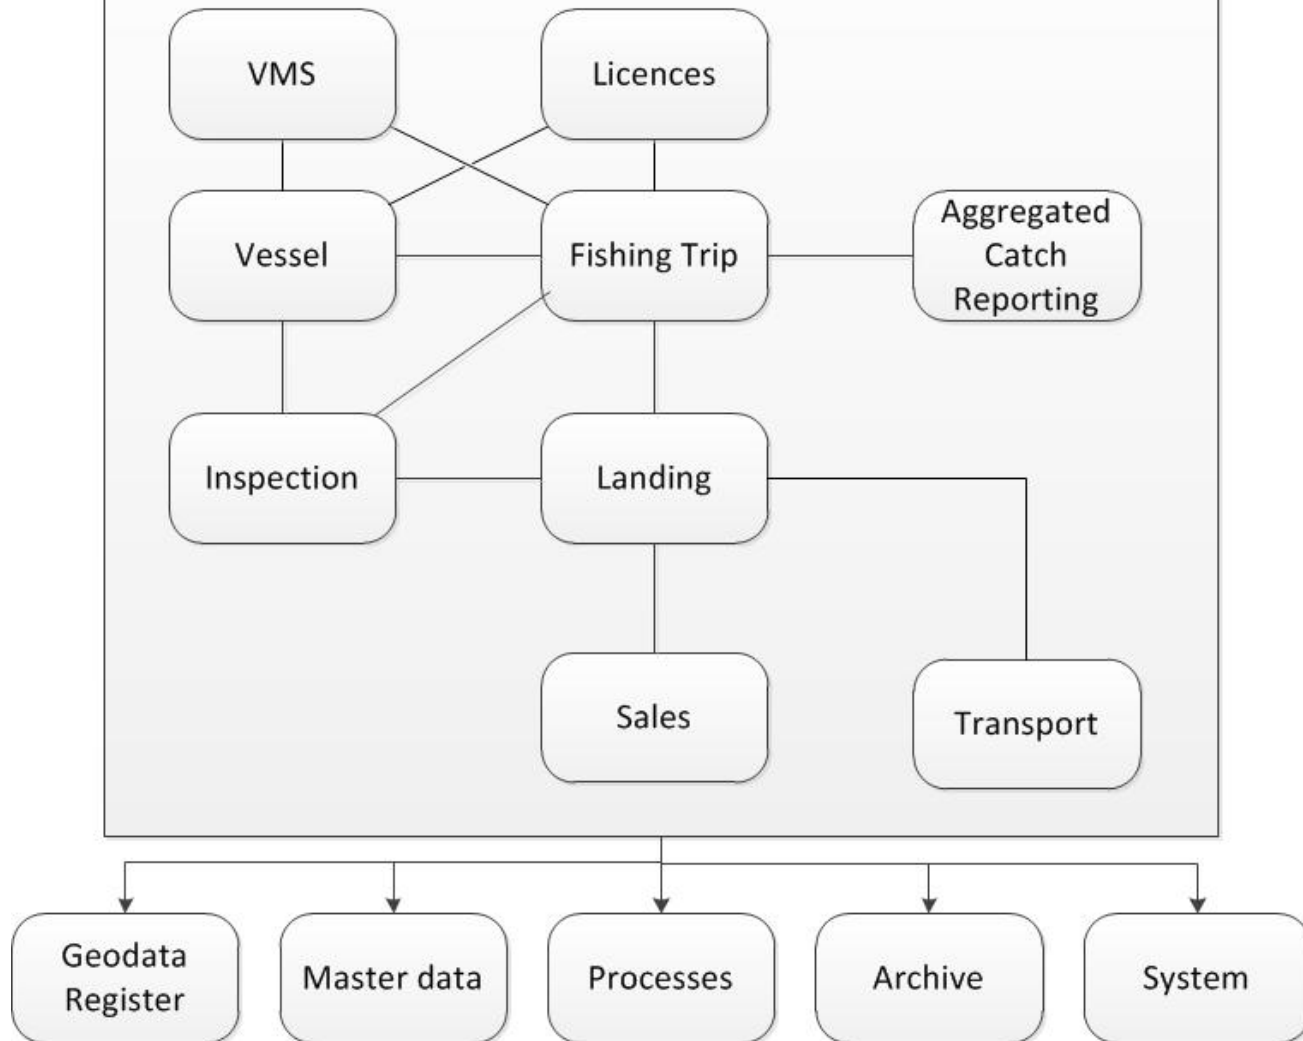 VMS
Licences
Vessel
Fishing Trip
Aggregated
Catch
Reporting
Inspection
Landing
Sales
Transport
Geodata
Register
Master data
Processes
Archive
System